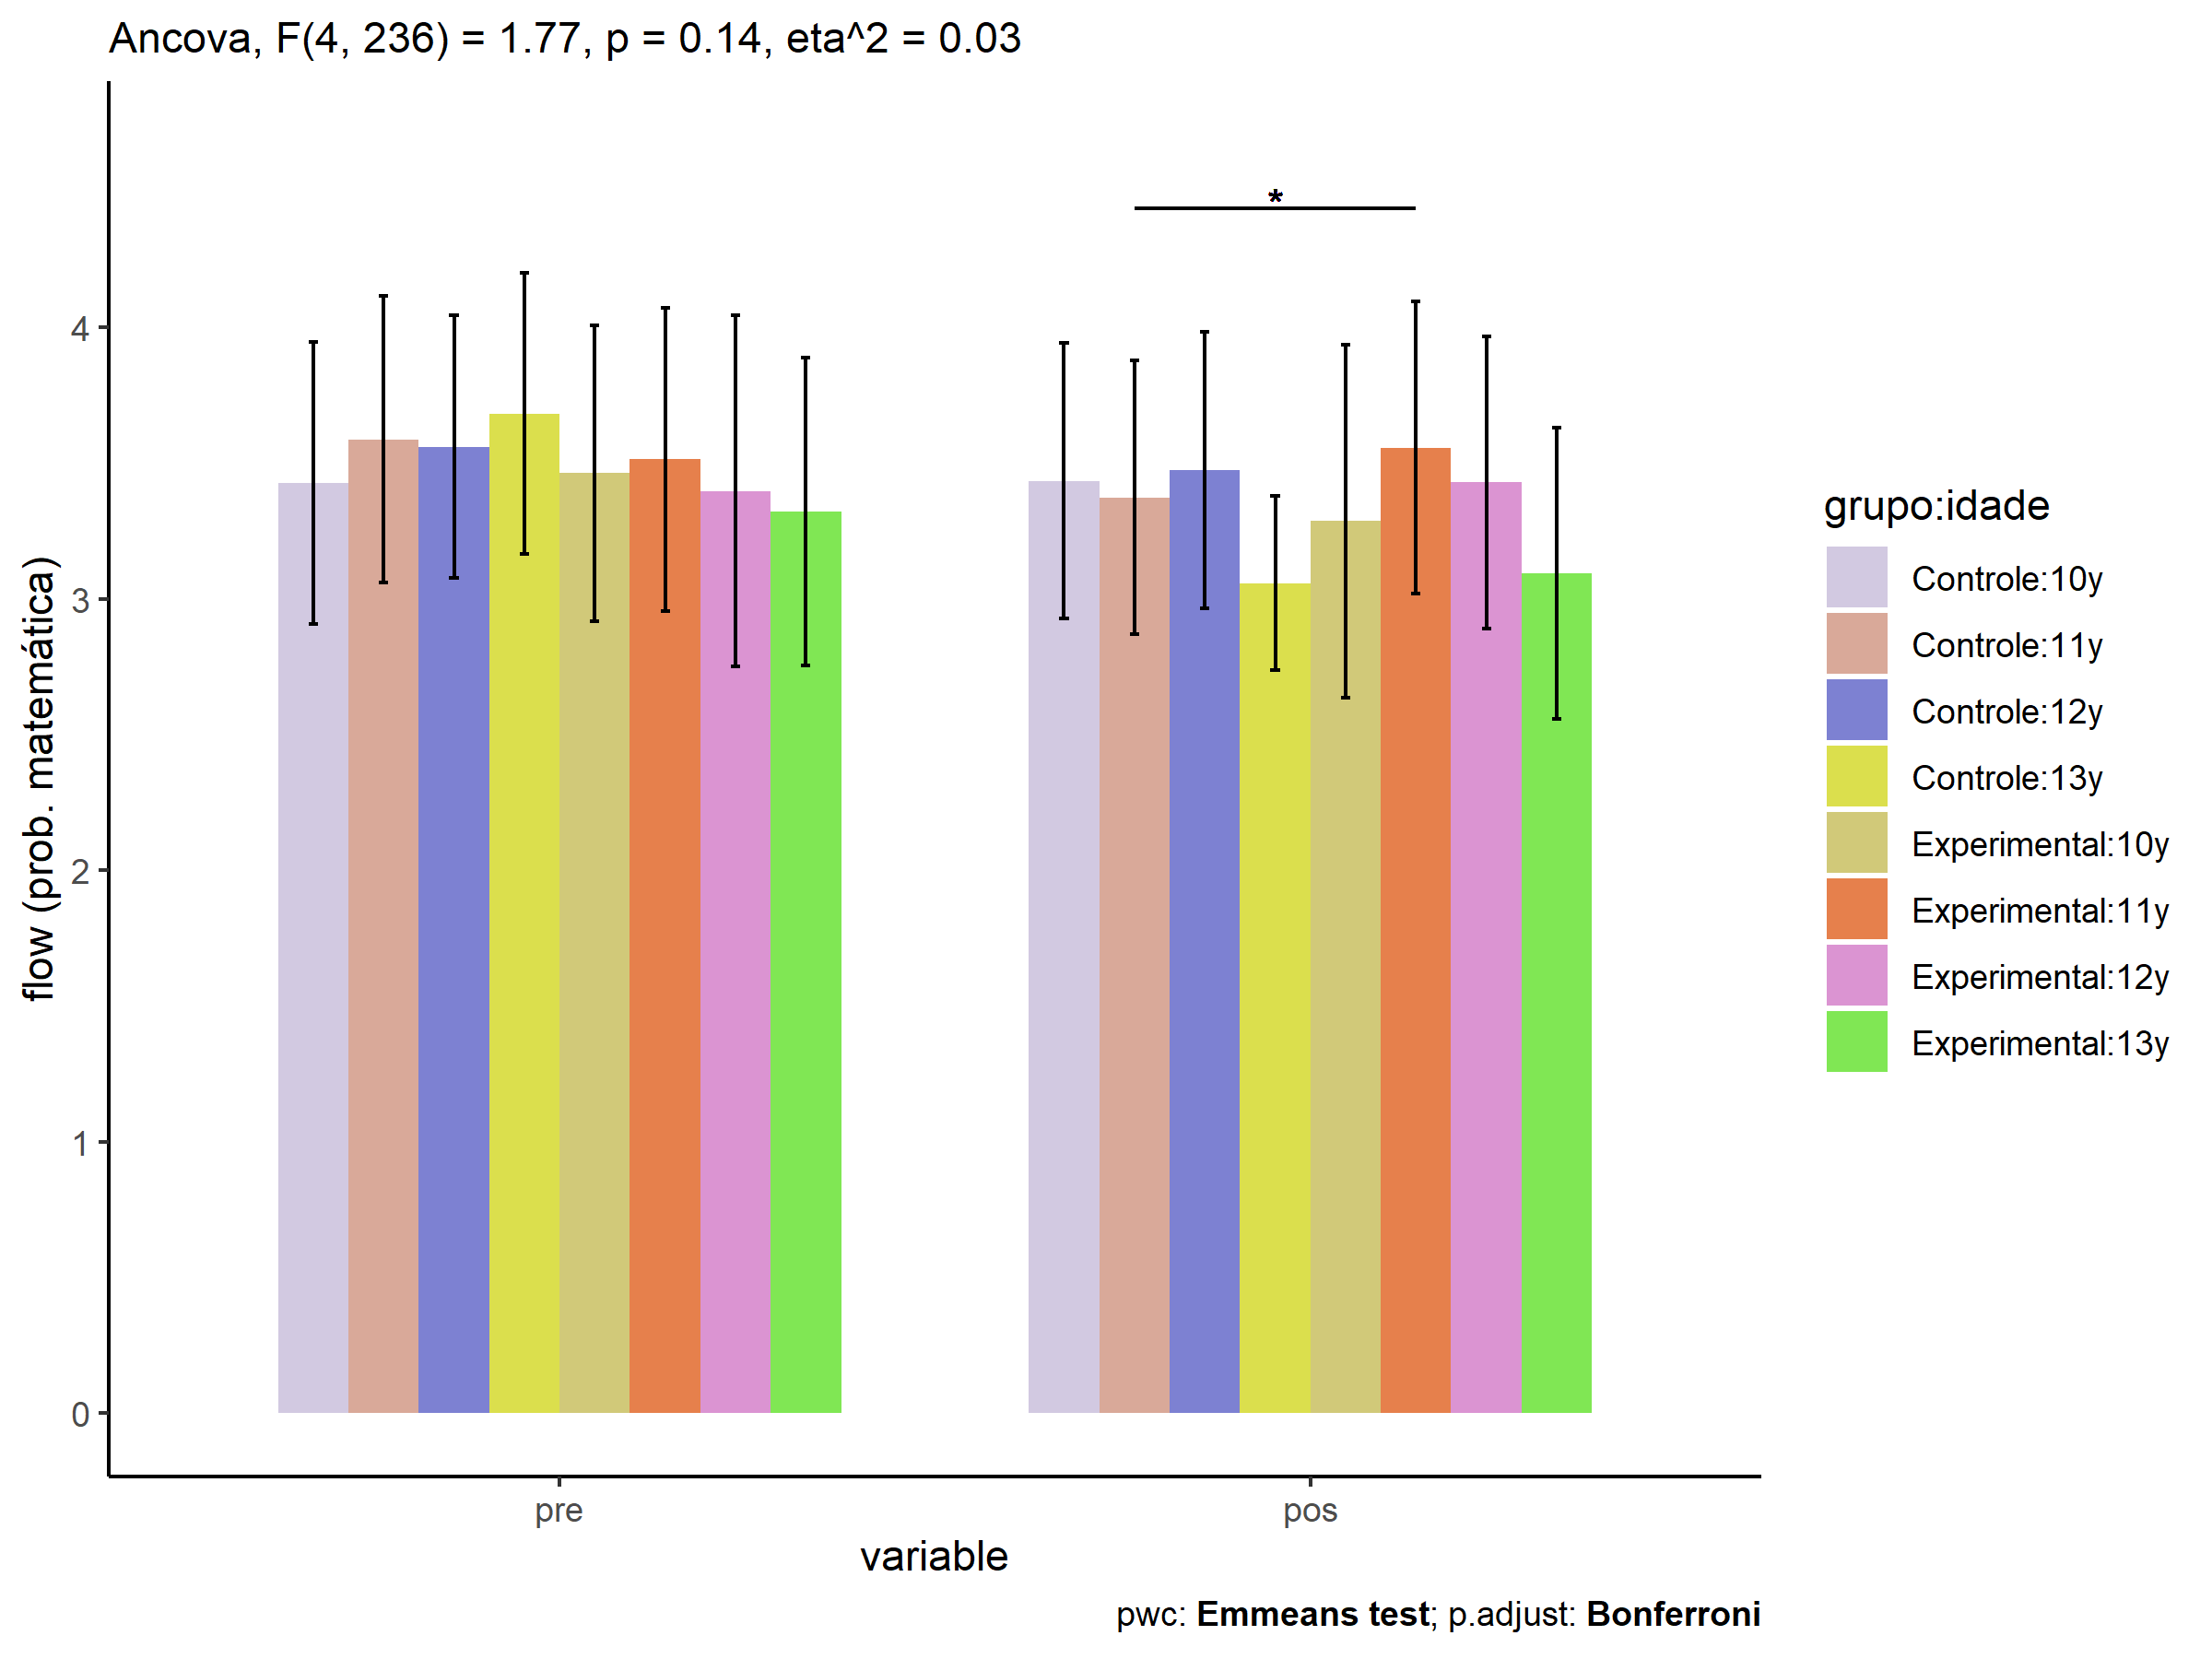 Ancova, F(4, 236) = 1.77, p = 0.14, eta^2 = 0.03
*
4
3
2
1
0
flow (prob. matemática)
pre
pos
variable
grupo:idade
Controle:10y
Controle:11y
Controle:12y
Controle:13y
Experimental:10y
Experimental:11y
Experimental:12y
Experimental:13y
pwc: Emmeans test; p.adjust: Bonferroni